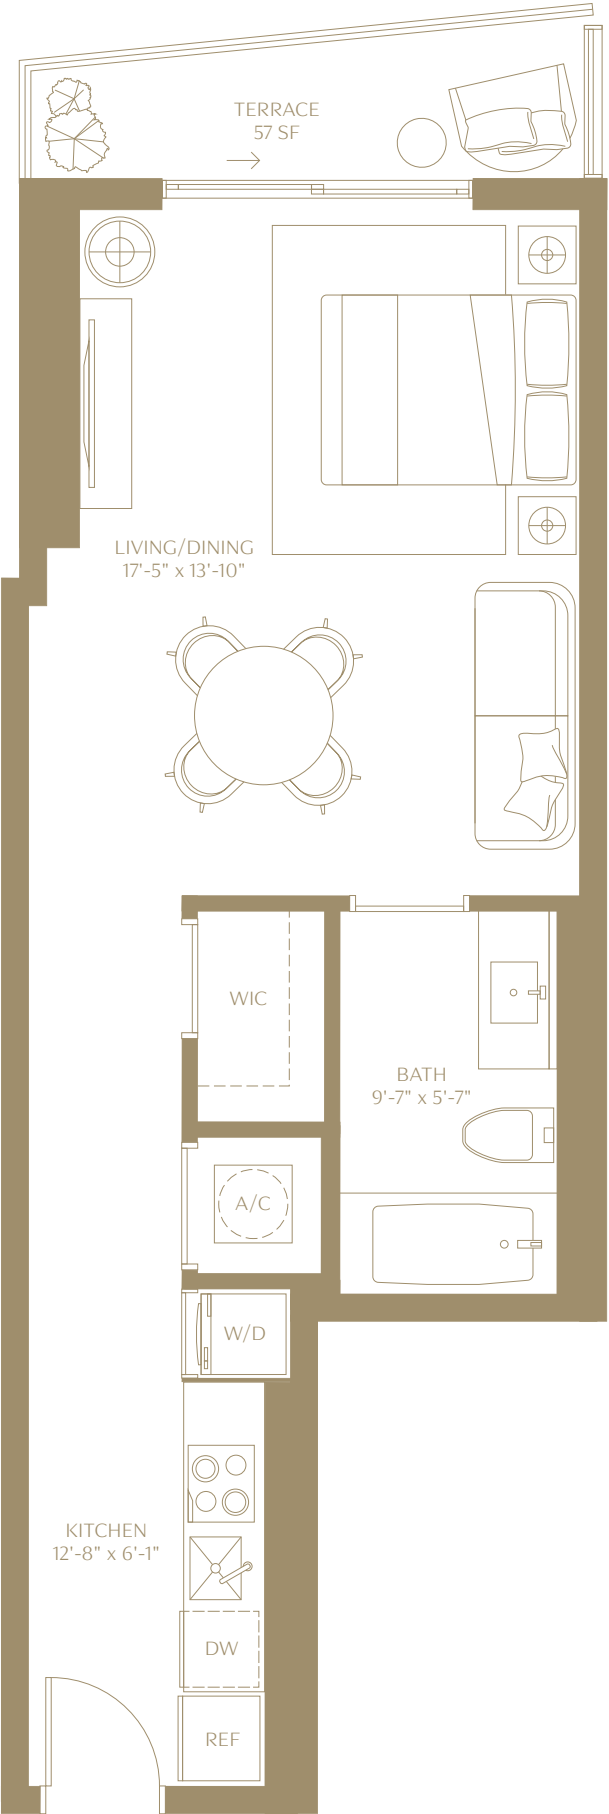 TERRACE
57 SF
LIVING/DINING
17'-5" x 13'-10"
WIC
BATH
9'-7" x 5'-7"
A/C
W/D
KITCHEN
12'-8" x 6'-1"
DW
REF